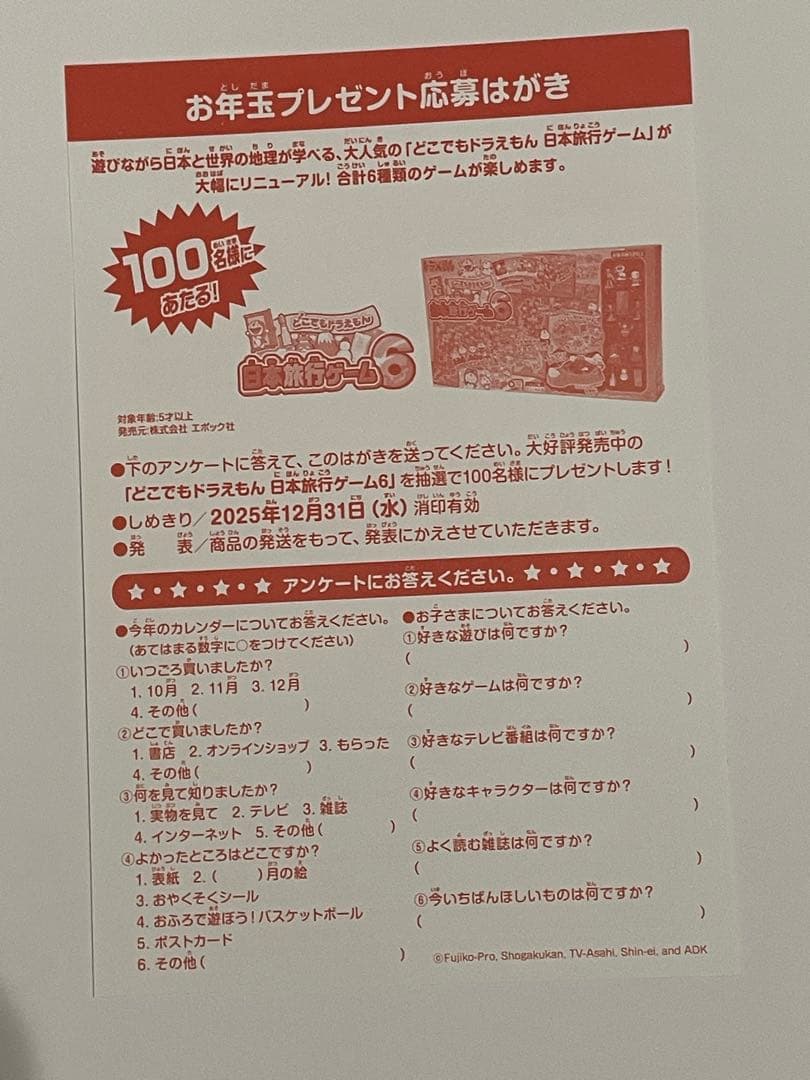 お年玉プレゼント応募はがき
遊びながら日本と世界の地理が学べる、大人気の「どこでもドラえもん 日本旅行ゲーム」が
大幅にリニューアル！合計6種類のゲームが楽しめます。
100名様に
あたる！
どこでもドラえもん
日本旅行ゲーム6
対象年齢:5才以上
発売元:株式会社 エポック社
●下のアンケートに答えて、このはがきを送ってください。大好評発売中の
「どこでもドラえもん 日本旅行ゲーム6」を抽選で100名様にプレゼントします！
●しめきり／2025年12月31日（水）消印有効
●発　表／商品の発送をもって、発表にかえさせていただきます。
★・★・★・★ アンケートにお答えください。★・★・★・★
●今年のカレンダーについてお答えください。
（あてはまる数字に○をつけてください）
①いつごろ買いましたか？
1. 10月 2. 11月 3. 12月
4. その他（　　　）
②どこで買いましたか？
1. 書店 2. オンラインショップ 3. もらった
4. その他（　　　）
③何を見て知りましたか？
1. 実物を見て 2. テレビ 3. 雑誌
4. インターネット 5. その他（　　　）
④よかったところはどこですか？
1. 表紙 2.（　　　）月の絵
3. おやくそくシール
4. おふろで遊ぼう！バスケットボール
5. ポストカード
6. その他（　　　）
●お子さまについてお答えください。
①好きな遊びは何ですか？
（　　　）
②好きなゲームは何ですか？
（　　　）
③好きなテレビ番組は何ですか？
（　　　）
④好きなキャラクターは何ですか？
（　　　）
⑤よく読む雑誌は何ですか？
（　　　）
⑥今いちばんほしいものは何ですか？
（　　　）
©Fujiko-Pro, Shogakukan, TV-Asahi, Shin-ei, and ADK